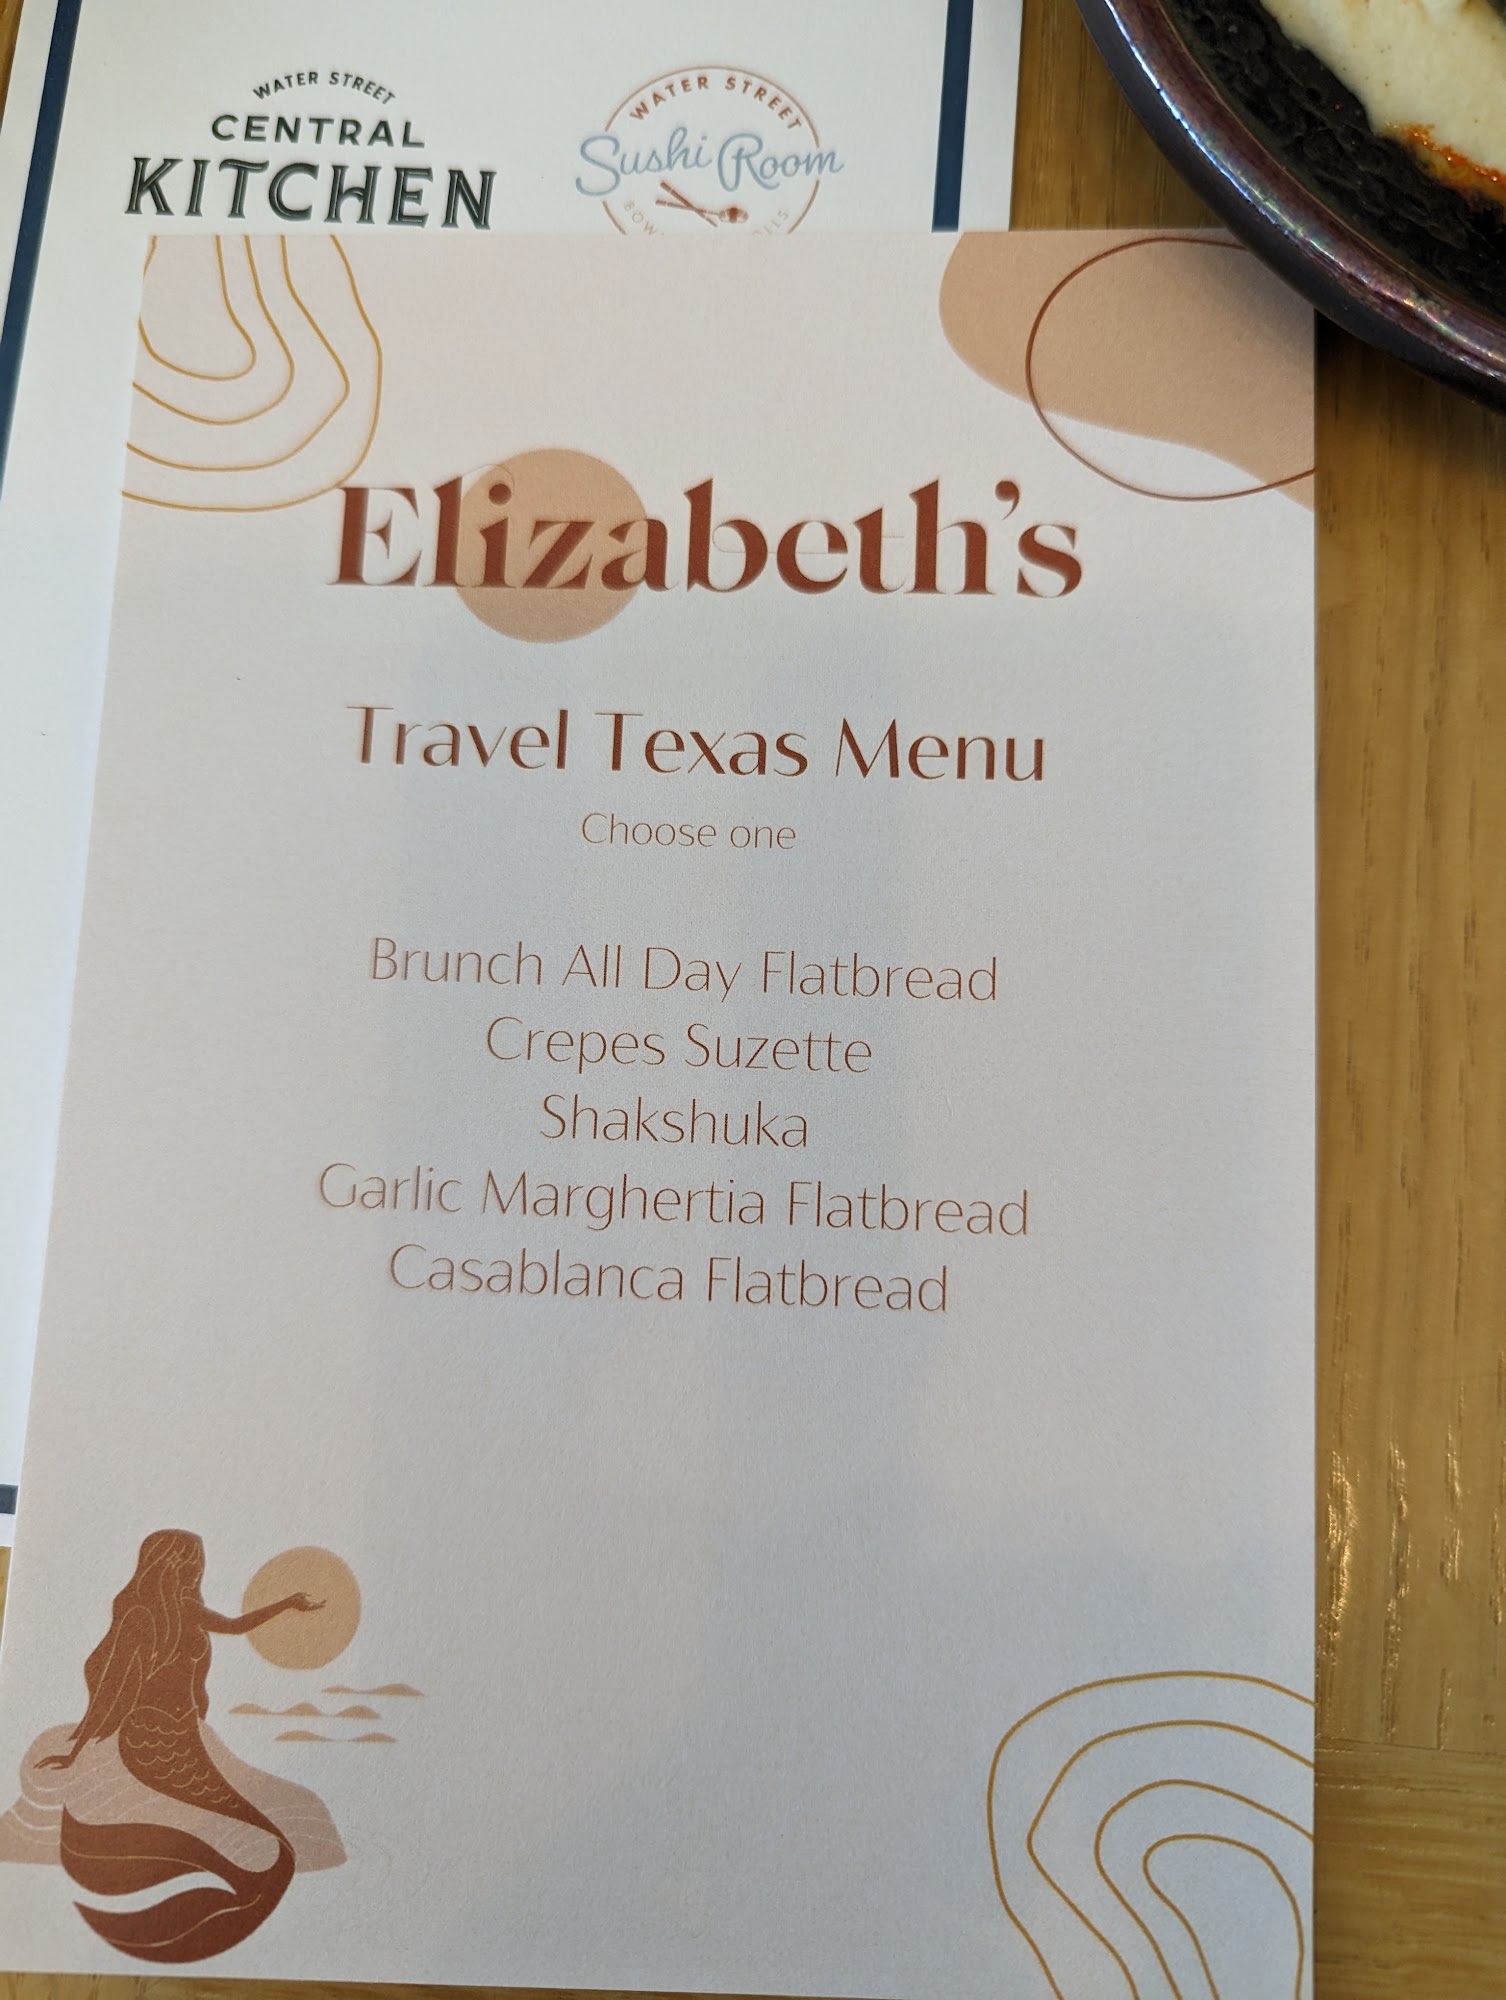 WATER STREET
CENTRAL
KITCHEN
WATER STREET
Sushi Room
Elizabeth's
Travel Texas Menu
Choose one
Brunch All Day Flatbread
Crepes Suzette
Shakshuka
Garlic Marghertia Flatbread
Casablanca Flatbread